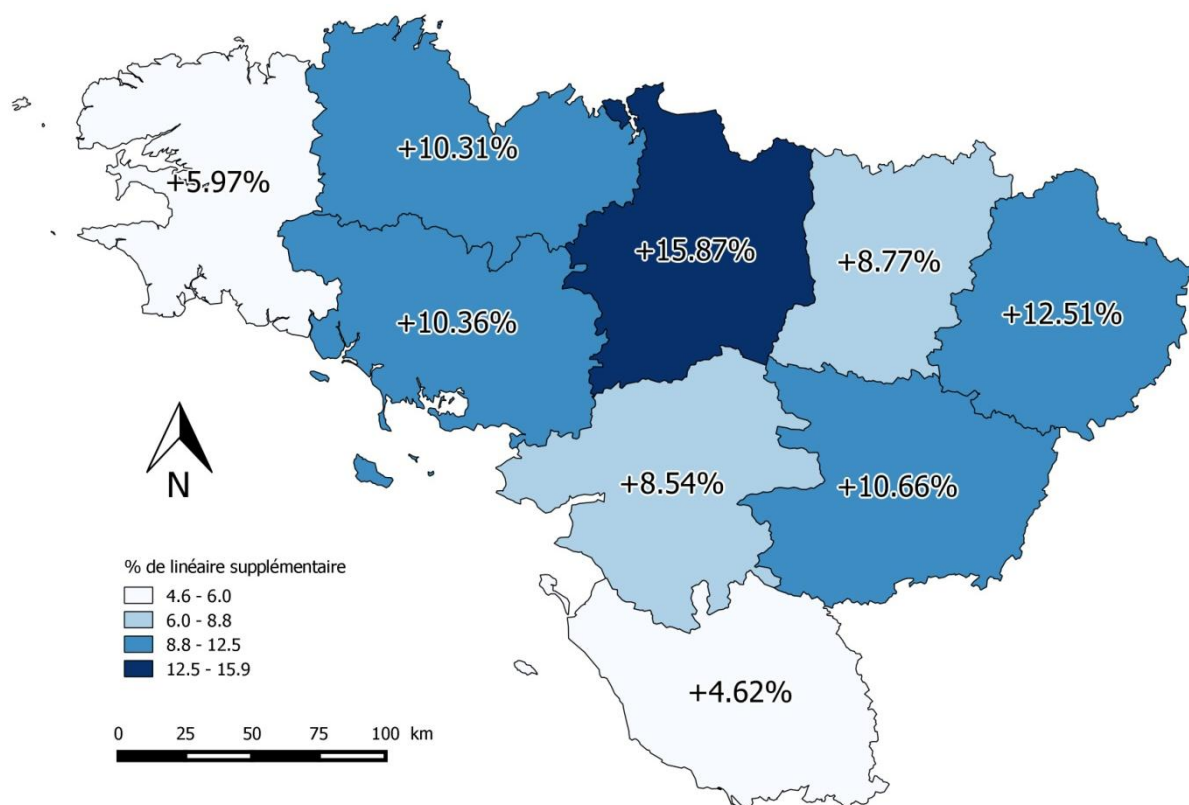 +10.31%
+5.97%
+15.87%
+8.77%
+10.36%
+12.51%
N
+8.54%
+10.66%
% de linéaire supplémentaire
4.6 - 6.0
6.0 - 8.8
8.8 - 12.5
12.5 - 15.9
+4.62%
0 25 50 75 100 km